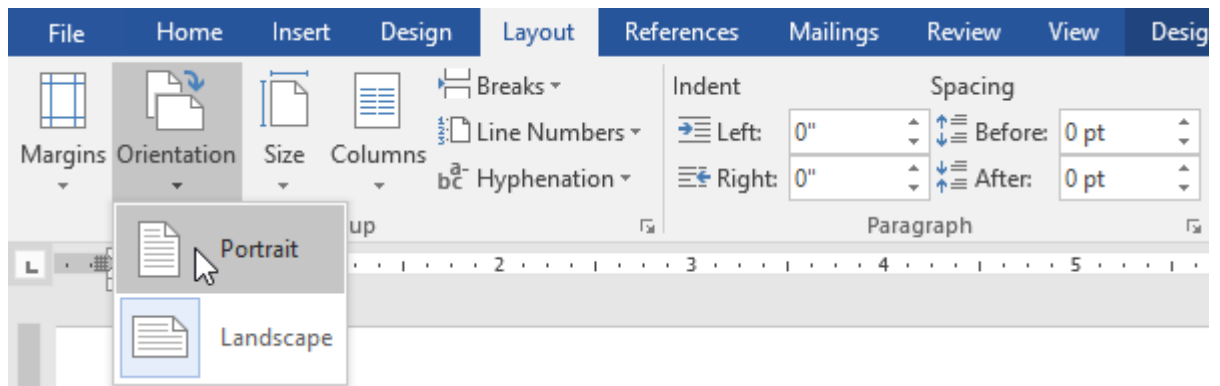 File Home Insert Design Layout References Mailings Review View Desig
Breaks Indent Spacing
Line Numbers Left: 0" Before: 0 pt
Margins Orientation Size Columns
Hyphenation Right: 0" After: 0 pt
up Paragraph
Portrait
L 2 3 4 5
Landscape